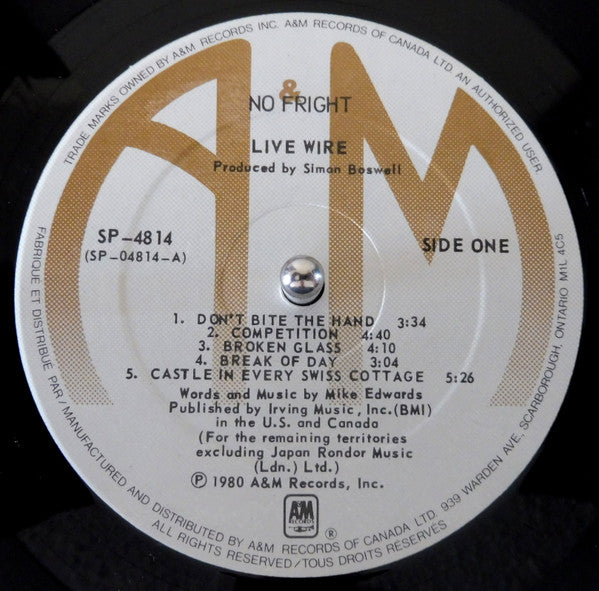 TRADE MARKS OWNED BY A&M RECORDS INC. A&M RECORDS OF CANADA LTD. AN AUTHORIZED USER
A&M
NO FRIGHT
LIVE WIRE
Produced by Simon Boswell
SP-4814
(SP-04814-A)
SIDE ONE
1. DON'T BITE THE HAND 3:34
2. COMPETITION 4:40
3. BROKEN GLASS 4:10
4. BREAK OF DAY 3:04
5. CASTLE IN EVERY SWISS COTTAGE 5:26
Words and Music by Mike Edwards
Published by Irving Music, Inc.(BMI)
in the U.S. and Canada
(For the remaining territories
excluding Japan Rondor Music
(Ldn.) Ltd.)
Ⓟ 1980 A&M Records, Inc.
A&M
RECORDS
®
FABRIQUE ET DISTRIBUÉ PAR/MANUFACTURED AND DISTRIBUTED BY A&M RECORDS OF CANADA LTD. 939 WARDEN AVE, SCARBOROUGH, ONTARIO M1L 4C5
ALL RIGHTS RESERVED/TOUS DROITS RESERVÉS